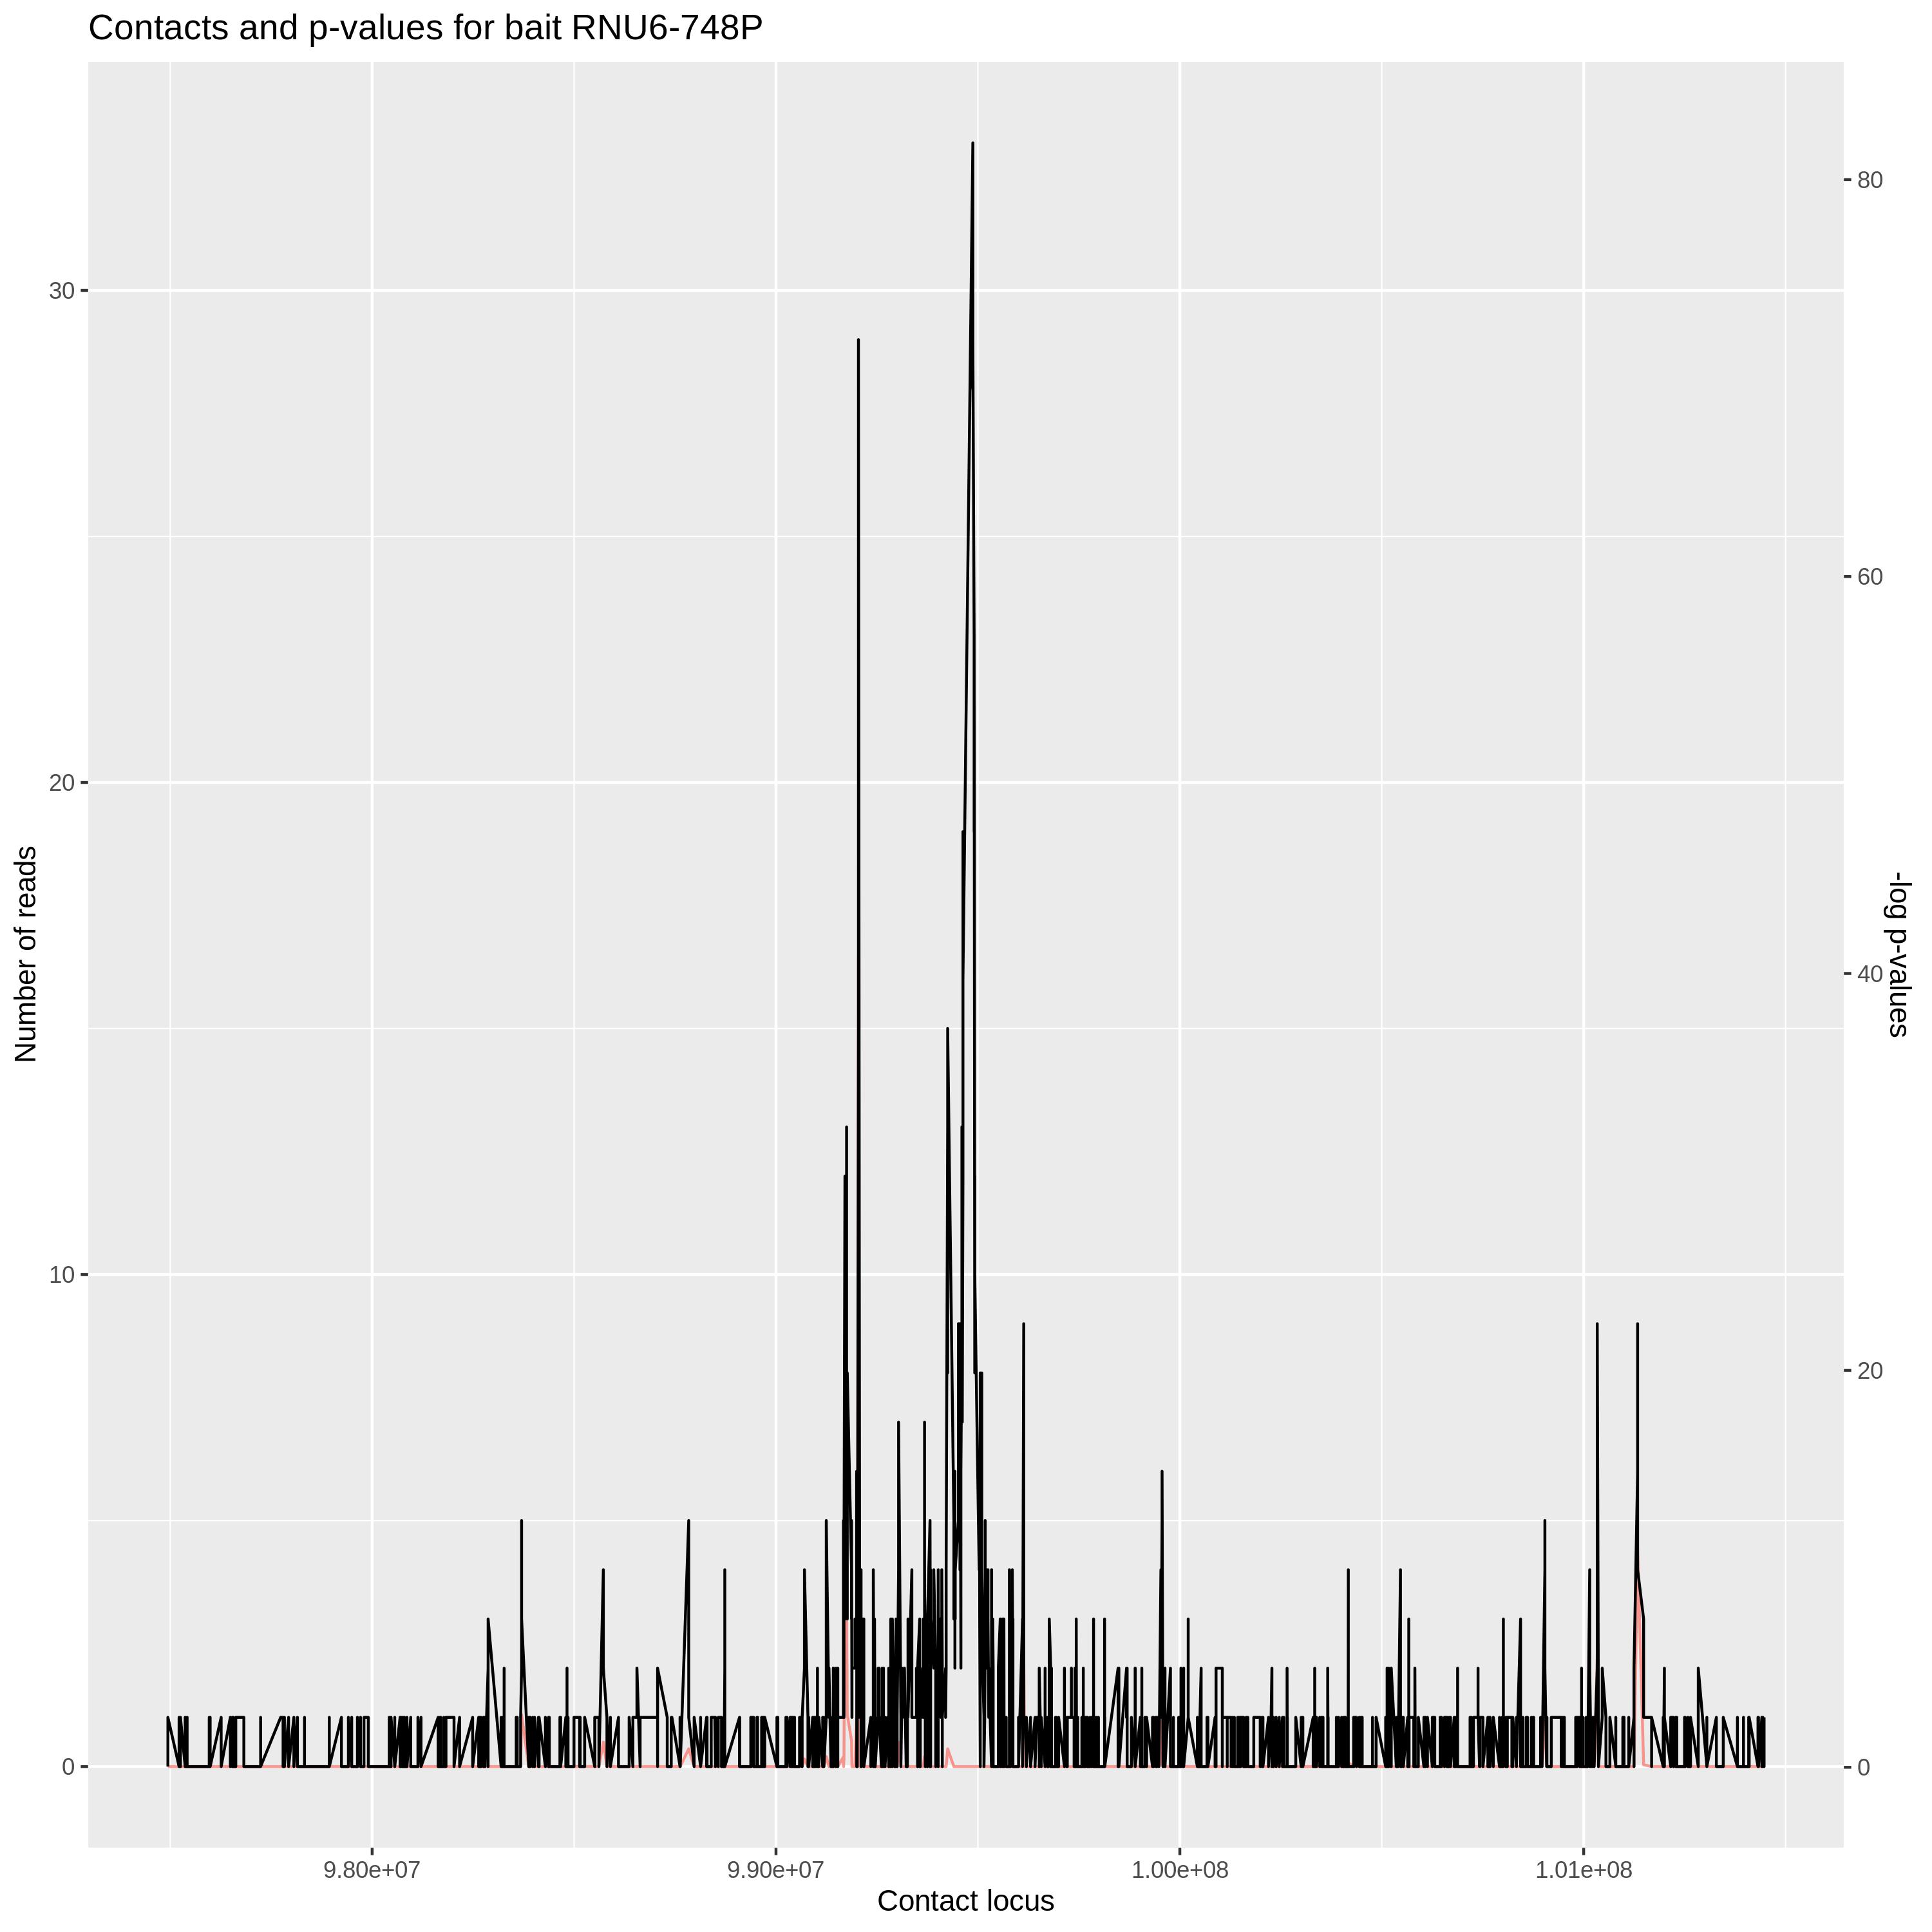 Contacts and p-values for bait RNU6-748P
Number of reads
30
20
10
0
80
60
40
20
0
-log p-values
9.80e+07
9.90e+07
1.00e+08
1.01e+08
Contact locus